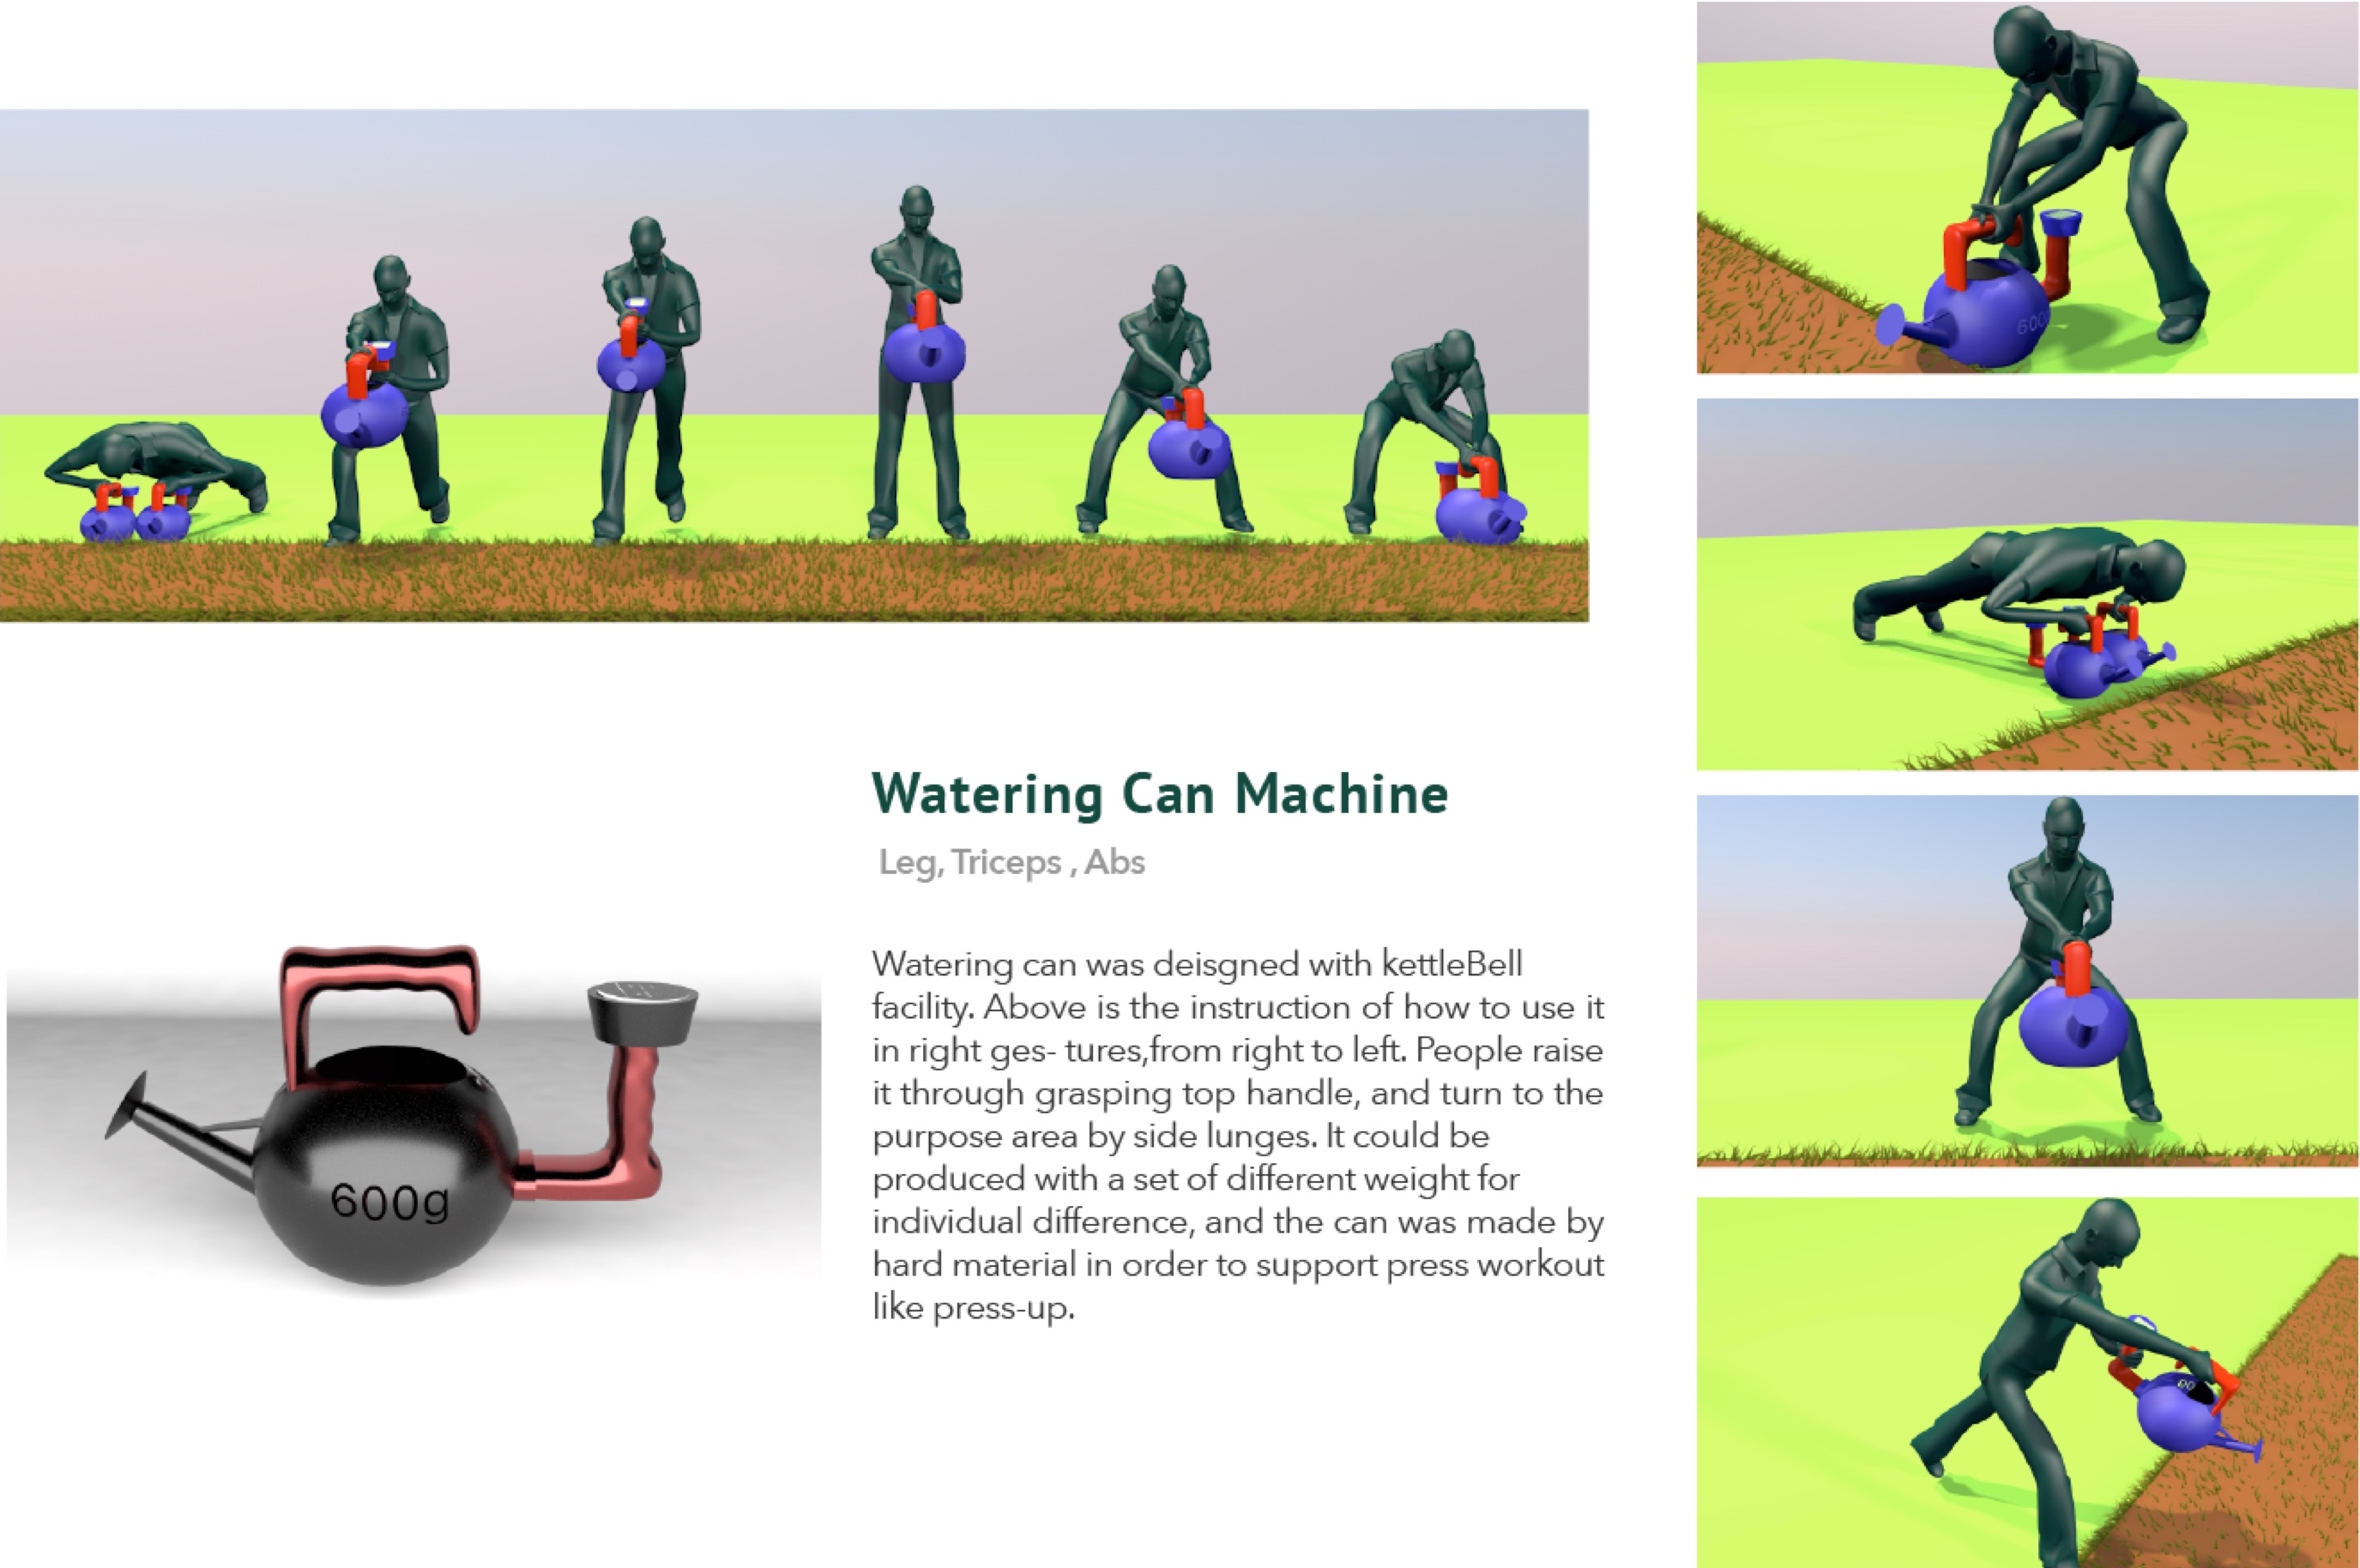 Watering Can Machine
Leg, Triceps , Abs
Watering can was deisgned with kettleBell
facility. Above is the instruction of how to use it
in right ges- tures,from right to left. People raise
it through grasping top handle, and turn to the
purpose area by side lunges. It could be
produced with a set of different weight for
individual difference, and the can was made by
hard material in order to support press workout
like press-up.
600g
600